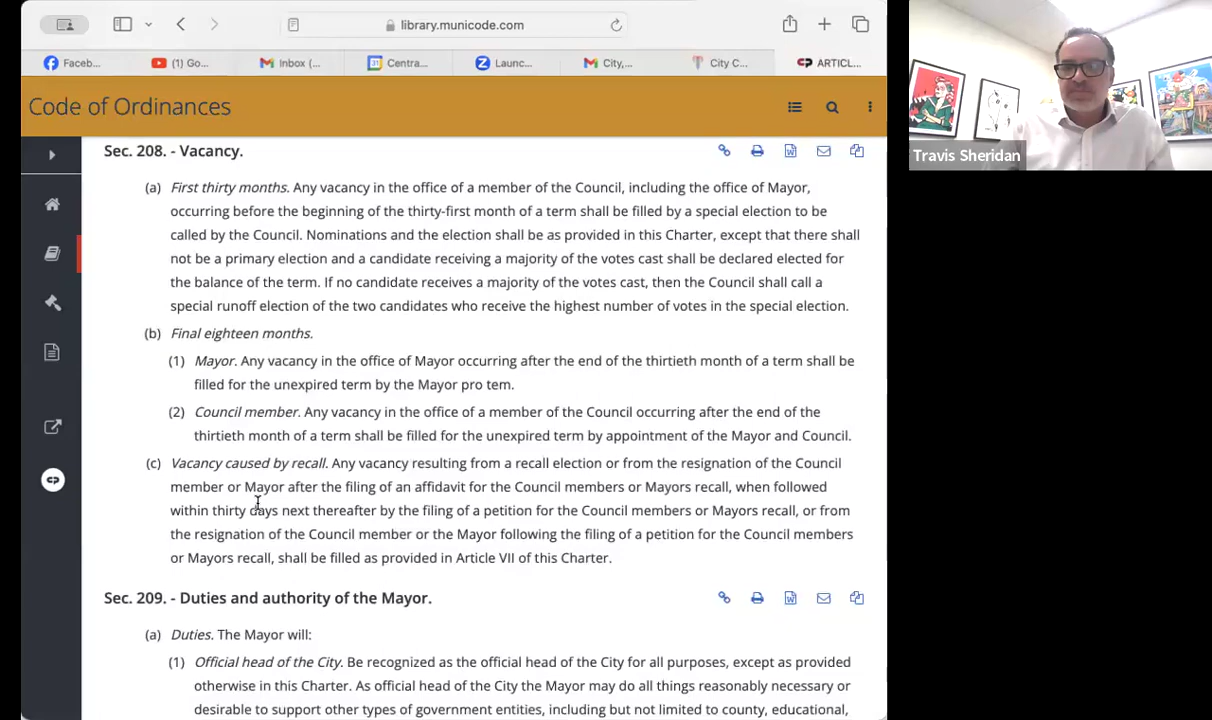 library.municode.com
Faceb...
(1) Go...
Inbox (...
Centra...
Launc...
City,...
City C...
ARTICL...
Code of Ordinances
Travis Sheridan
Sec. 208. - Vacancy.
(a) First thirty months. Any vacancy in the office of a member of the Council, including the office of Mayor,
occurring before the beginning of the thirty-first month of a term shall be filled by a special election to be
called by the Council. Nominations and the election shall be as provided in this Charter, except that there shall
not be a primary election and a candidate receiving a majority of the votes cast shall be declared elected for
the balance of the term. If no candidate receives a majority of the votes cast, then the Council shall call a
special runoff election of the two candidates who receive the highest number of votes in the special election.
(b) Final eighteen months.
(1) Mayor. Any vacancy in the office of Mayor occurring after the end of the thirtieth month of a term shall be
filled for the unexpired term by the Mayor pro tem.
(2) Council member. Any vacancy in the office of a member of the Council occurring after the end of the
thirtieth month of a term shall be filled for the unexpired term by appointment of the Mayor and Council.
(c) Vacancy caused by recall. Any vacancy resulting from a recall election or from the resignation of the Council
member or Mayor after the filing of an affidavit for the Council members or Mayors recall, when followed
within thirty days next thereafter by the filing of a petition for the Council members or Mayors recall, or from
the resignation of the Council member or the Mayor following the filing of a petition for the Council members
or Mayors recall, shall be filled as provided in Article VII of this Charter.
Sec. 209. - Duties and authority of the Mayor.
(a) Duties. The Mayor will:
(1) Official head of the City. Be recognized as the official head of the City for all purposes, except as provided
otherwise in this Charter. As official head of the City the Mayor may do all things reasonably necessary or
desirable to support other types of government entities, including but not limited to county, educational,